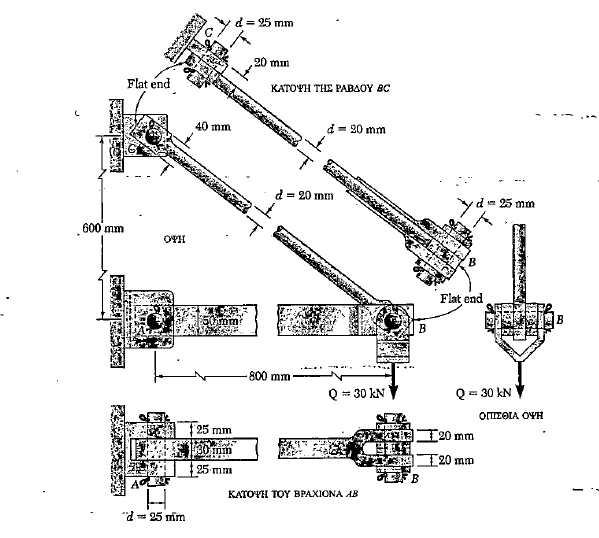 d = 25 mm
C
20 mm
Flat end
ΚΑΤΟΨΗ ΤΗΣ ΡΑΒΔΟΥ BC
40 mm
d = 20 mm
C
d = 20 mm
d = 25 mm
600 mm
ΟΨΗ
B
Flat end
A
50 mm
B
B
800 mm
Q = 30 kN
Q = 30 kN
ΟΠΙΣΘΙΑ ΟΨΗ
25 mm
20 mm
30 mm
A
25 mm
20 mm
A
B
ΚΑΤΟΨΗ ΤΟΥ ΒΡΑΧΙΟΝΑ AB
d = 25 mm